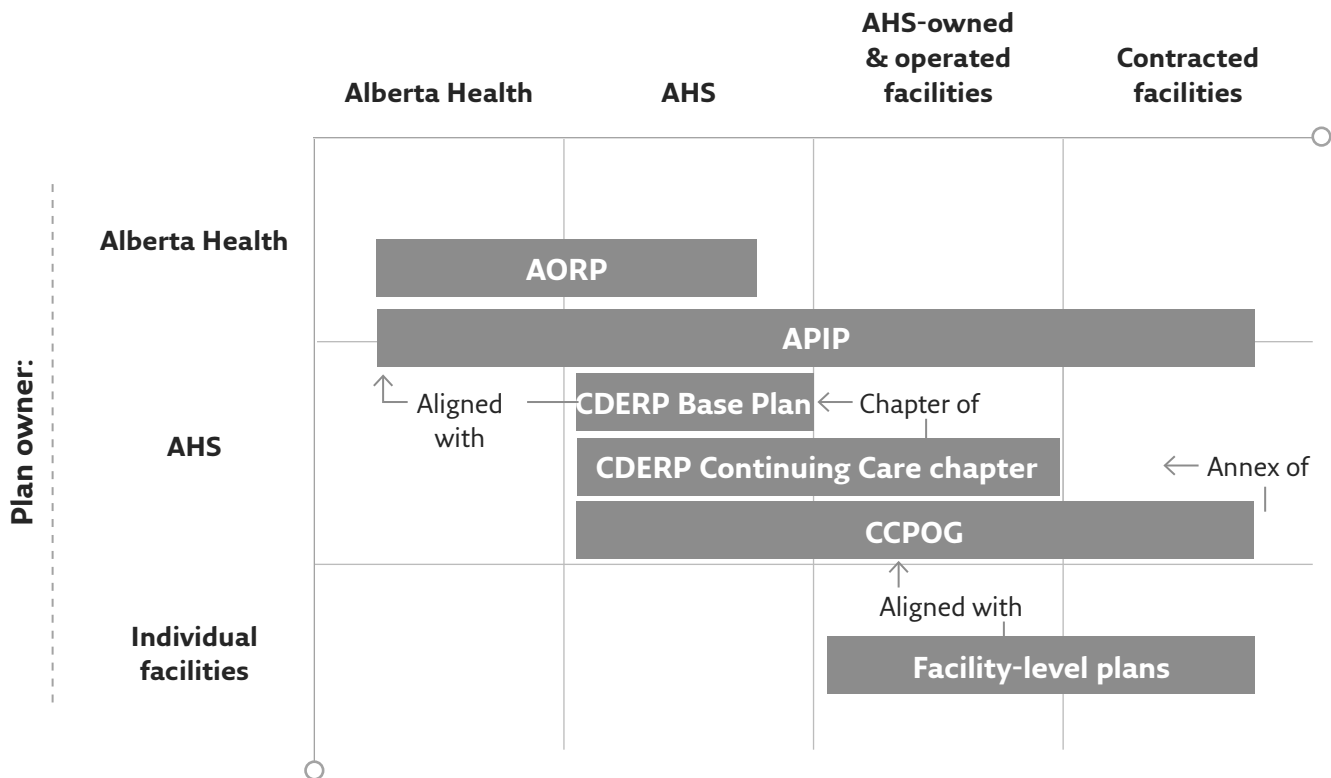 AHS-owned
& operated
facilities
Contracted
facilities
Alberta Health
AHS
Plan owner:
Alberta Health
AORP
APIP
Aligned
with
CDERP Base Plan
Chapter of
AHS
CDERP Continuing Care chapter
Annex of
CCPOG
Aligned with
Individual
facilities
Facility-level plans